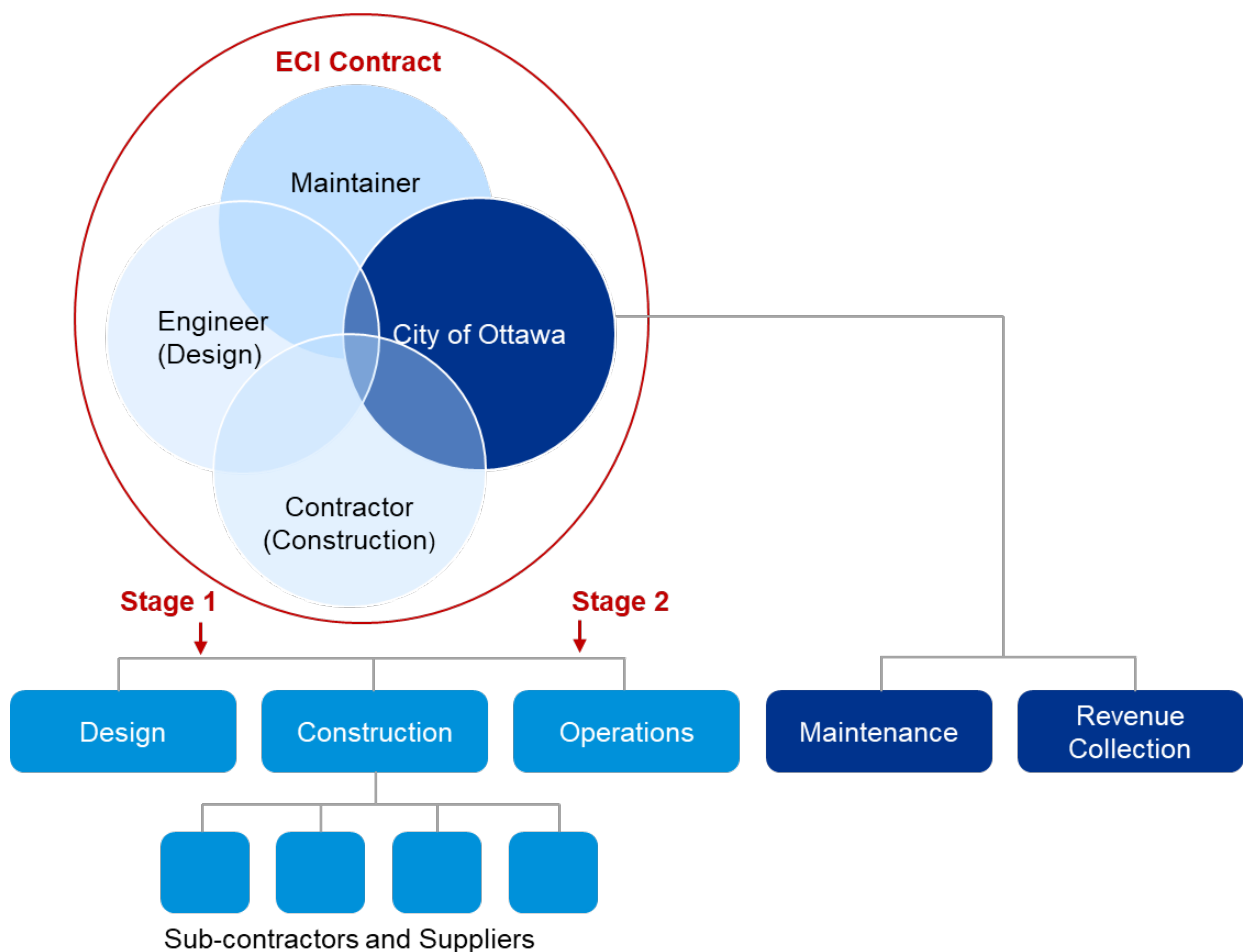 ECI Contract
Maintainer
Engineer
(Design)
City of Ottawa
Contractor
(Construction)
Stage 1
Stage 2
Design
Construction
Operations
Maintenance
Revenue
Collection
Sub-contractors and Suppliers